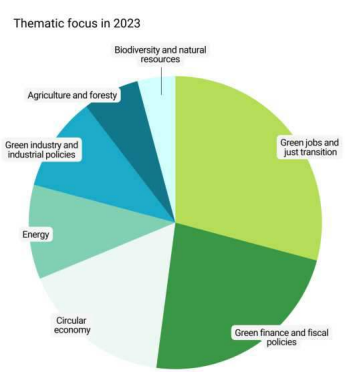 Thematic focus in 2023
Biodiversity and natural
resources
Agriculture and foresty
Green jobs and
just transition
Green industry and
industrial policies
Energy
Circular
economy
Green finance and fiscal
policies